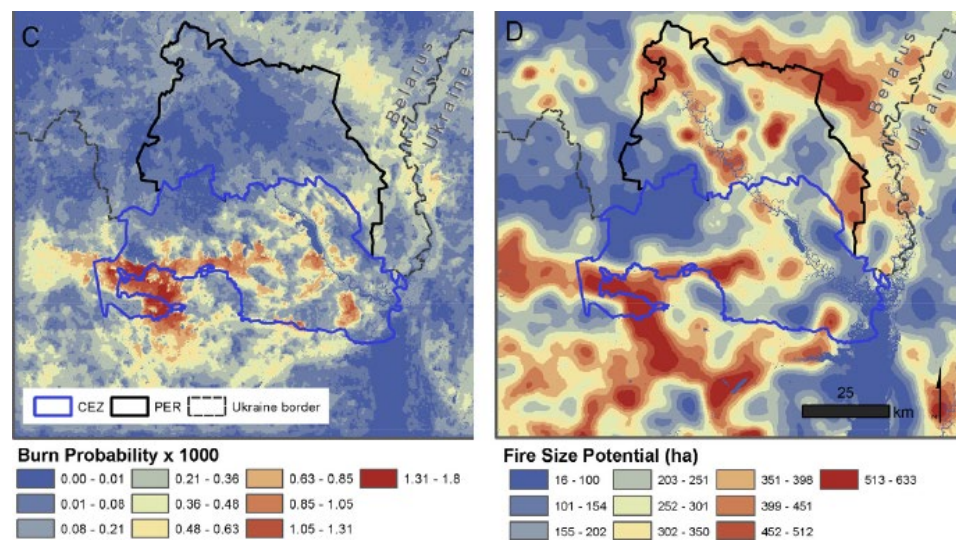 C
Belarus
Ukraine
CEZ PER Ukraine border
Burn Probability x 1000
0.00 - 0.01 0.21 - 0.36 0.63 - 0.85 1.31 - 1.8
0.01 - 0.08 0.36 - 0.48 0.85 - 1.05
0.08 - 0.21 0.48 - 0.63 1.05 - 1.31
D
Belarus
Ukraine
25
km
Fire Size Potential (ha)
16 - 100 203 - 251 351 - 398 513 - 633
101 - 154 252 - 301 399 - 451
155 - 202 302 - 350 452 - 512